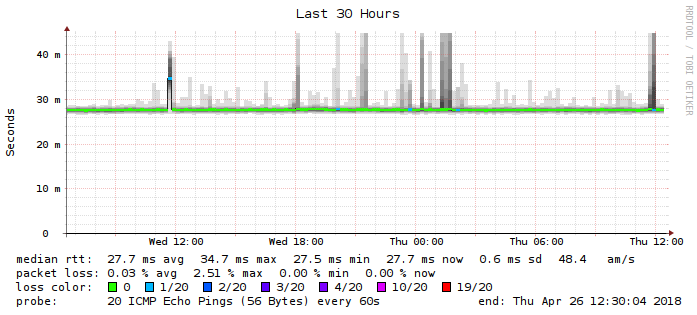 Last 30 Hours
RRDTOOL / TOBI OETIKER
Seconds
40 m
30 m
20 m
10 m
0
Wed 12:00 Wed 18:00 Thu 00:00 Thu 06:00 Thu 12:00
median rtt: 27.7 ms avg 34.7 ms max 27.5 ms min 27.7 ms now 0.6 ms sd 48.4 am/s
packet loss: 0.03 % avg 2.51 % max 0.00 % min 0.00 % now
loss color: 0 1/20 2/20 3/20 4/20 10/20 19/20
probe: 20 ICMP Echo Pings (56 Bytes) every 60s end: Thu Apr 26 12:30:04 2018